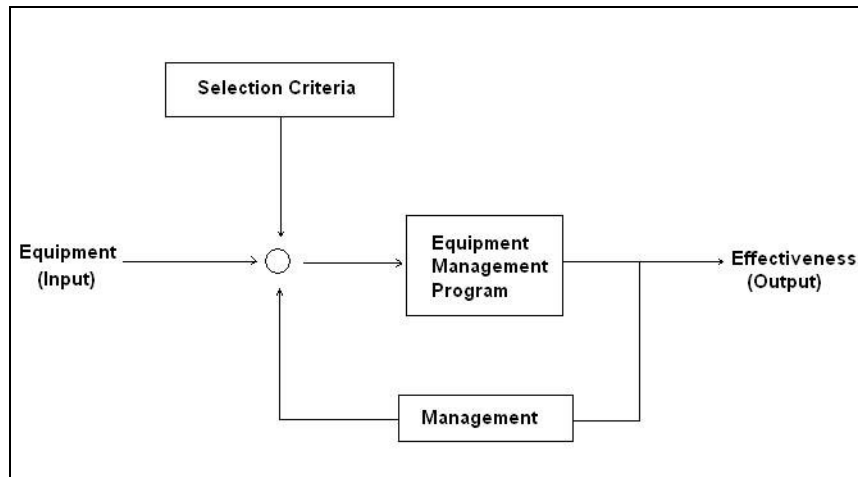 Selection Criteria
Equipment
(Input)
Equipment
Management
Program
Effectiveness
(Output)
Management